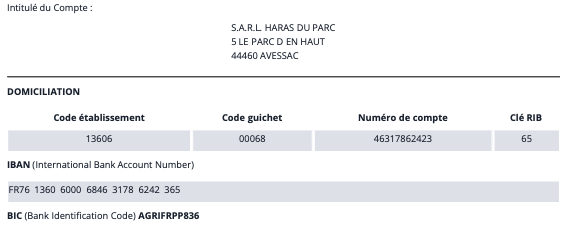 Intitulé du Compte :
S.A.R.L. HARAS DU PARC
5 LE PARC D EN HAUT
44460 AVESSAC
DOMICILIATION
Code établissement Code guichet Numéro de compte Clé RIB
13606 00068 46317862423 65
IBAN (International Bank Account Number)
FR76 1360 6000 6846 3178 6242 365
BIC (Bank Identification Code) AGRIFRPP836